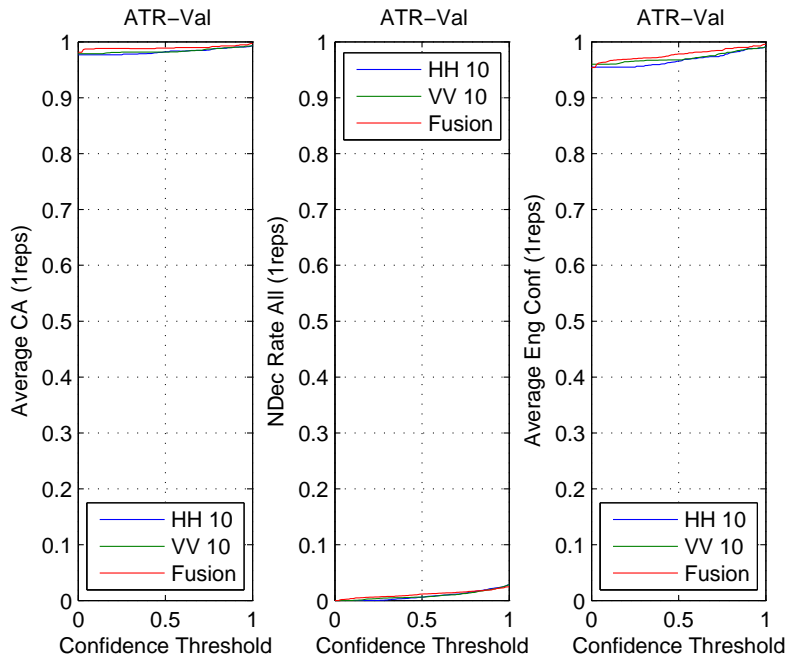 ATR-Val
Average CA (1reps)
1
0.9
0.8
0.7
0.6
0.5
0.4
0.3
0.2
0.1
0
HH 10
VV 10
Fusion
0 0.5 1
Confidence Threshold
ATR-Val
NDec Rate All (1reps)
1
0.9
0.8
0.7
0.6
0.5
0.4
0.3
0.2
0.1
0
HH 10
VV 10
Fusion
0 0.5 1
Confidence Threshold
ATR-Val
Average Eng Conf (1reps)
1
0.9
0.8
0.7
0.6
0.5
0.4
0.3
0.2
0.1
0
HH 10
VV 10
Fusion
0 0.5 1
Confidence Threshold